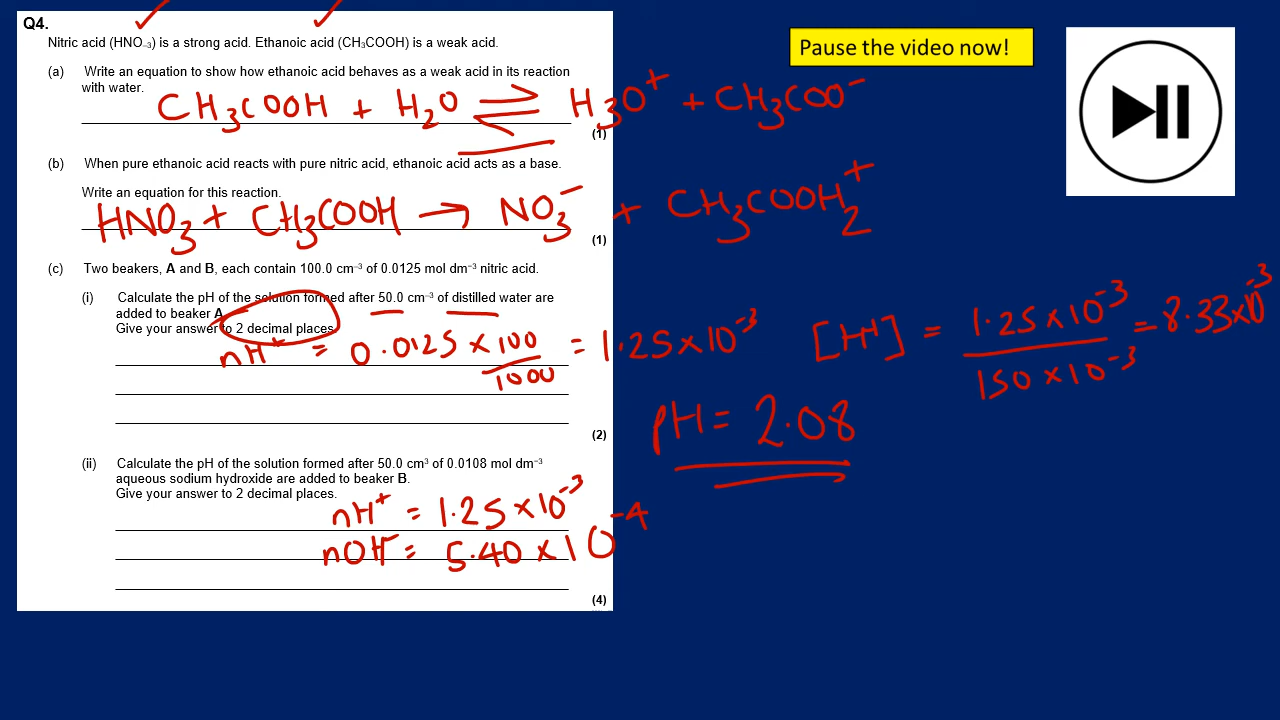 Q4.
Nitric acid (HNO₋₃) is a strong acid. Ethanoic acid (CH₃COOH) is a weak acid.
Pause the video now!
(a) Write an equation to show how ethanoic acid behaves as a weak acid in its reaction
with water.
CH₃COOH + H₂O ⇌ H₃O⁺ + CH₃COO⁻
(1)
(b) When pure ethanoic acid reacts with pure nitric acid, ethanoic acid acts as a base.
Write an equation for this reaction.
HNO₃ + CH₃COOH → NO₃⁻ + CH₃COOH₂⁺
(1)
(c) Two beakers, A and B, each contain 100.0 cm⁻³ of 0.0125 mol dm⁻³ nitric acid.
(i) Calculate the pH of the solution formed after 50.0 cm⁻³ of distilled water are
added to beaker A.
Give your answer to 2 decimal places.
nH⁺ = 0.0125 × 100/1000 = 1.25 × 10⁻³ [H⁺] = 1.25 × 10⁻³/150 × 10⁻³ = 8.33 × 10⁻³
pH = 2.08
(2)
(ii) Calculate the pH of the solution formed after 50.0 cm³ of 0.0108 mol dm⁻³
aqueous sodium hydroxide are added to beaker B.
Give your answer to 2 decimal places.
nH⁺ = 1.25 × 10⁻³
nOH⁻ = 5.40 × 10⁻⁴
(4)